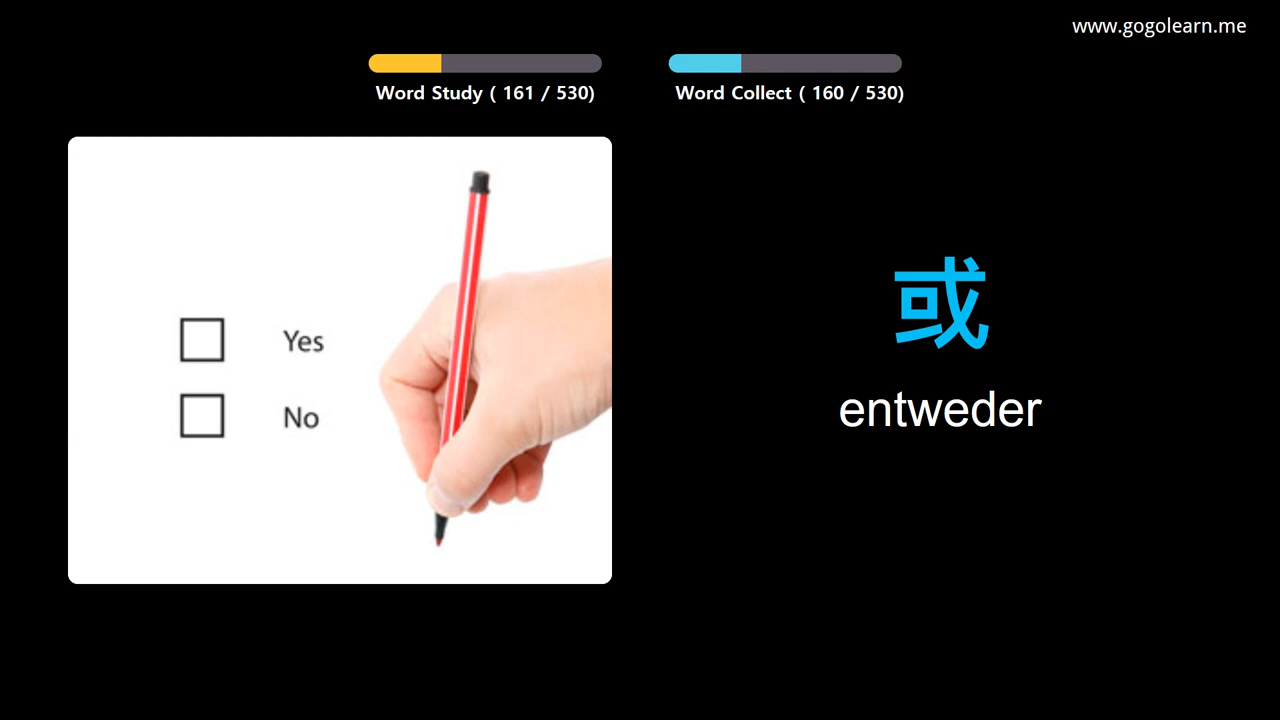 www.gogolearn.me
Word Study ( 161 / 530)
Word Collect ( 160 / 530)
Yes
No
或
entweder